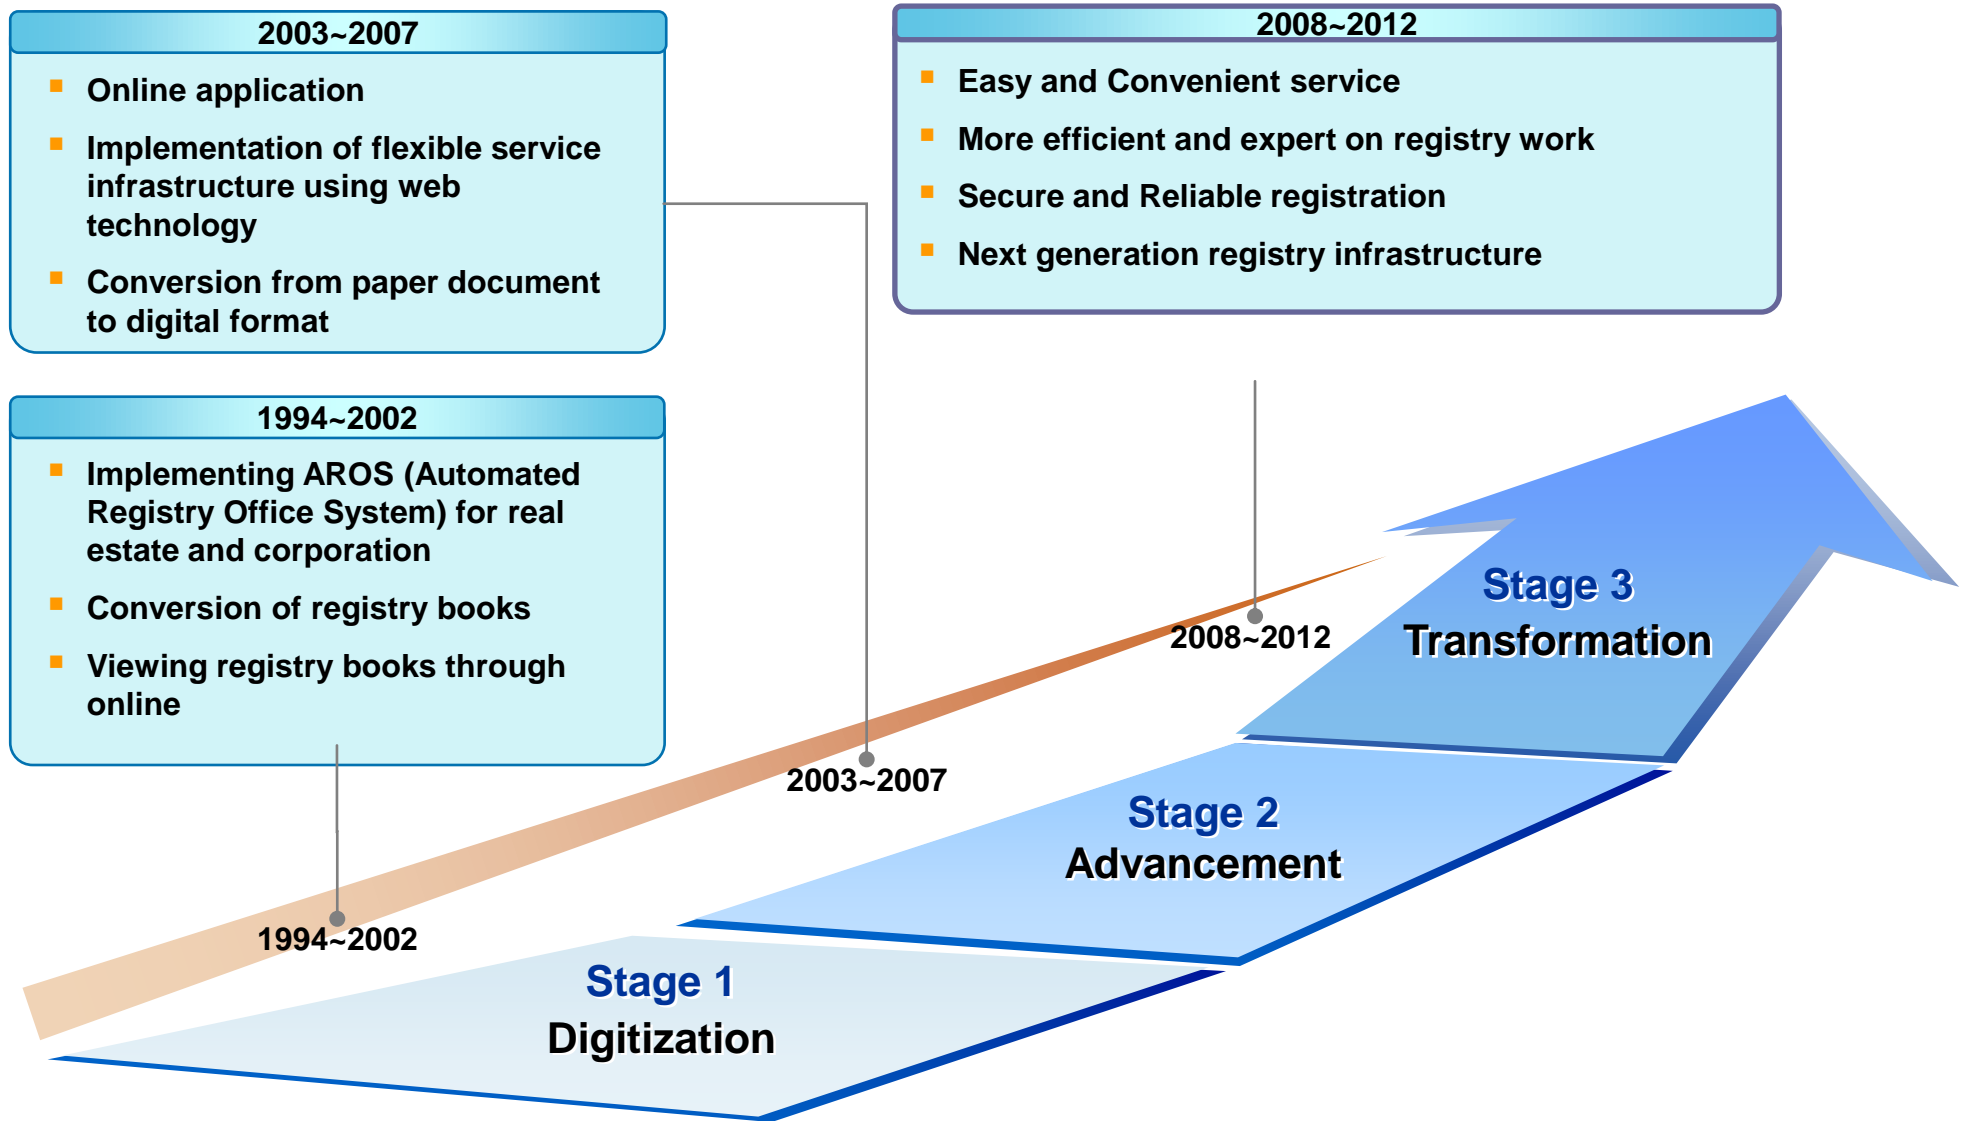 2003~2007
Online application
Implementation of flexible service
infrastructure using web
technology
Conversion from paper document
to digital format
2008~2012
Easy and Convenient service
More efficient and expert on registry work
Secure and Reliable registration
Next generation registry infrastructure
1994~2002
Implementing AROS (Automated
Registry Office System) for real
estate and corporation
Conversion of registry books
Viewing registry books through
online
Stage 3
Transformation
2008~2012
2003~2007
Stage 2
Advancement
1994~2002
Stage 1
Digitization